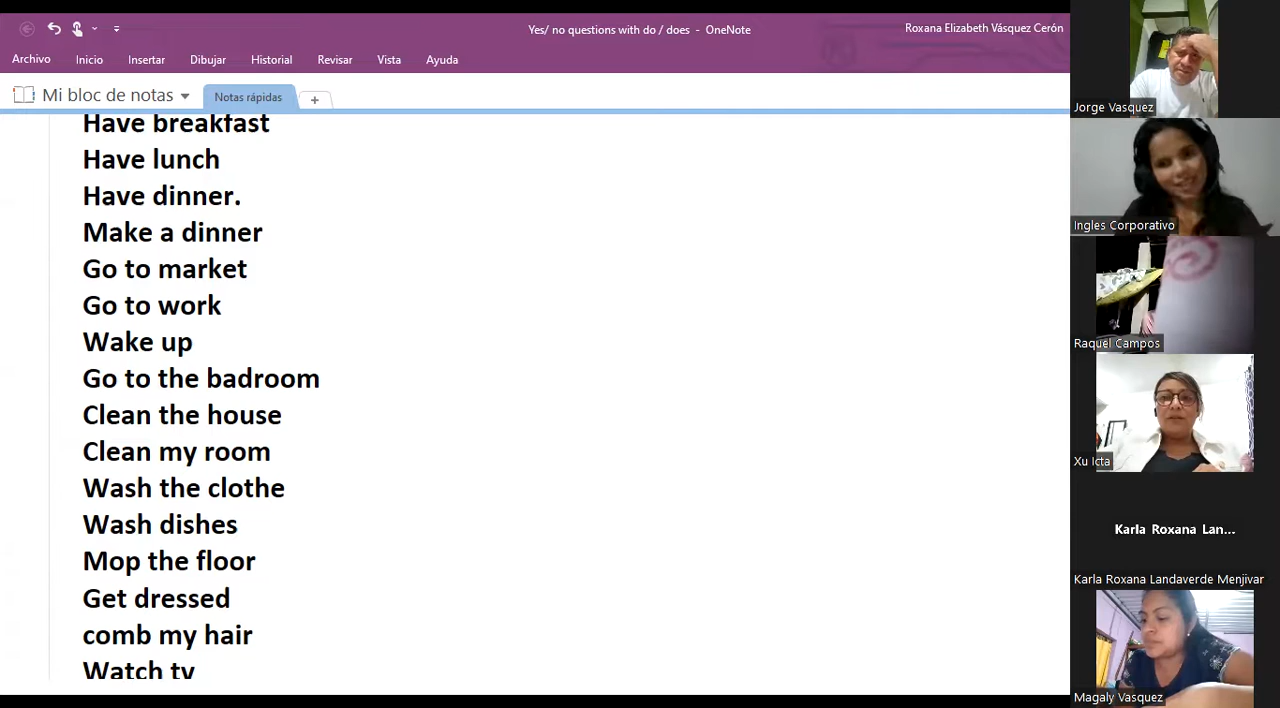 Yes/ no questions with do / does - OneNote
Roxana Elizabeth Vásquez Cerón
Archivo Inicio Insertar Dibujar Historial Revisar Vista Ayuda
Mi bloc de notas
Notas rápidas
Have breakfast
Have lunch
Have dinner.
Make a dinner
Go to market
Go to work
Wake up
Go to the badroom
Clean the house
Clean my room
Wash the clothe
Wash dishes
Mop the floor
Get dressed
comb my hair
Watch tv
Jorge Vasquez
Ingles Corporativo
Raquel Campos
Xu Icta
Karla Roxana Lan...
Karla Roxana Landaverde Menjivar
Magaly Vasquez